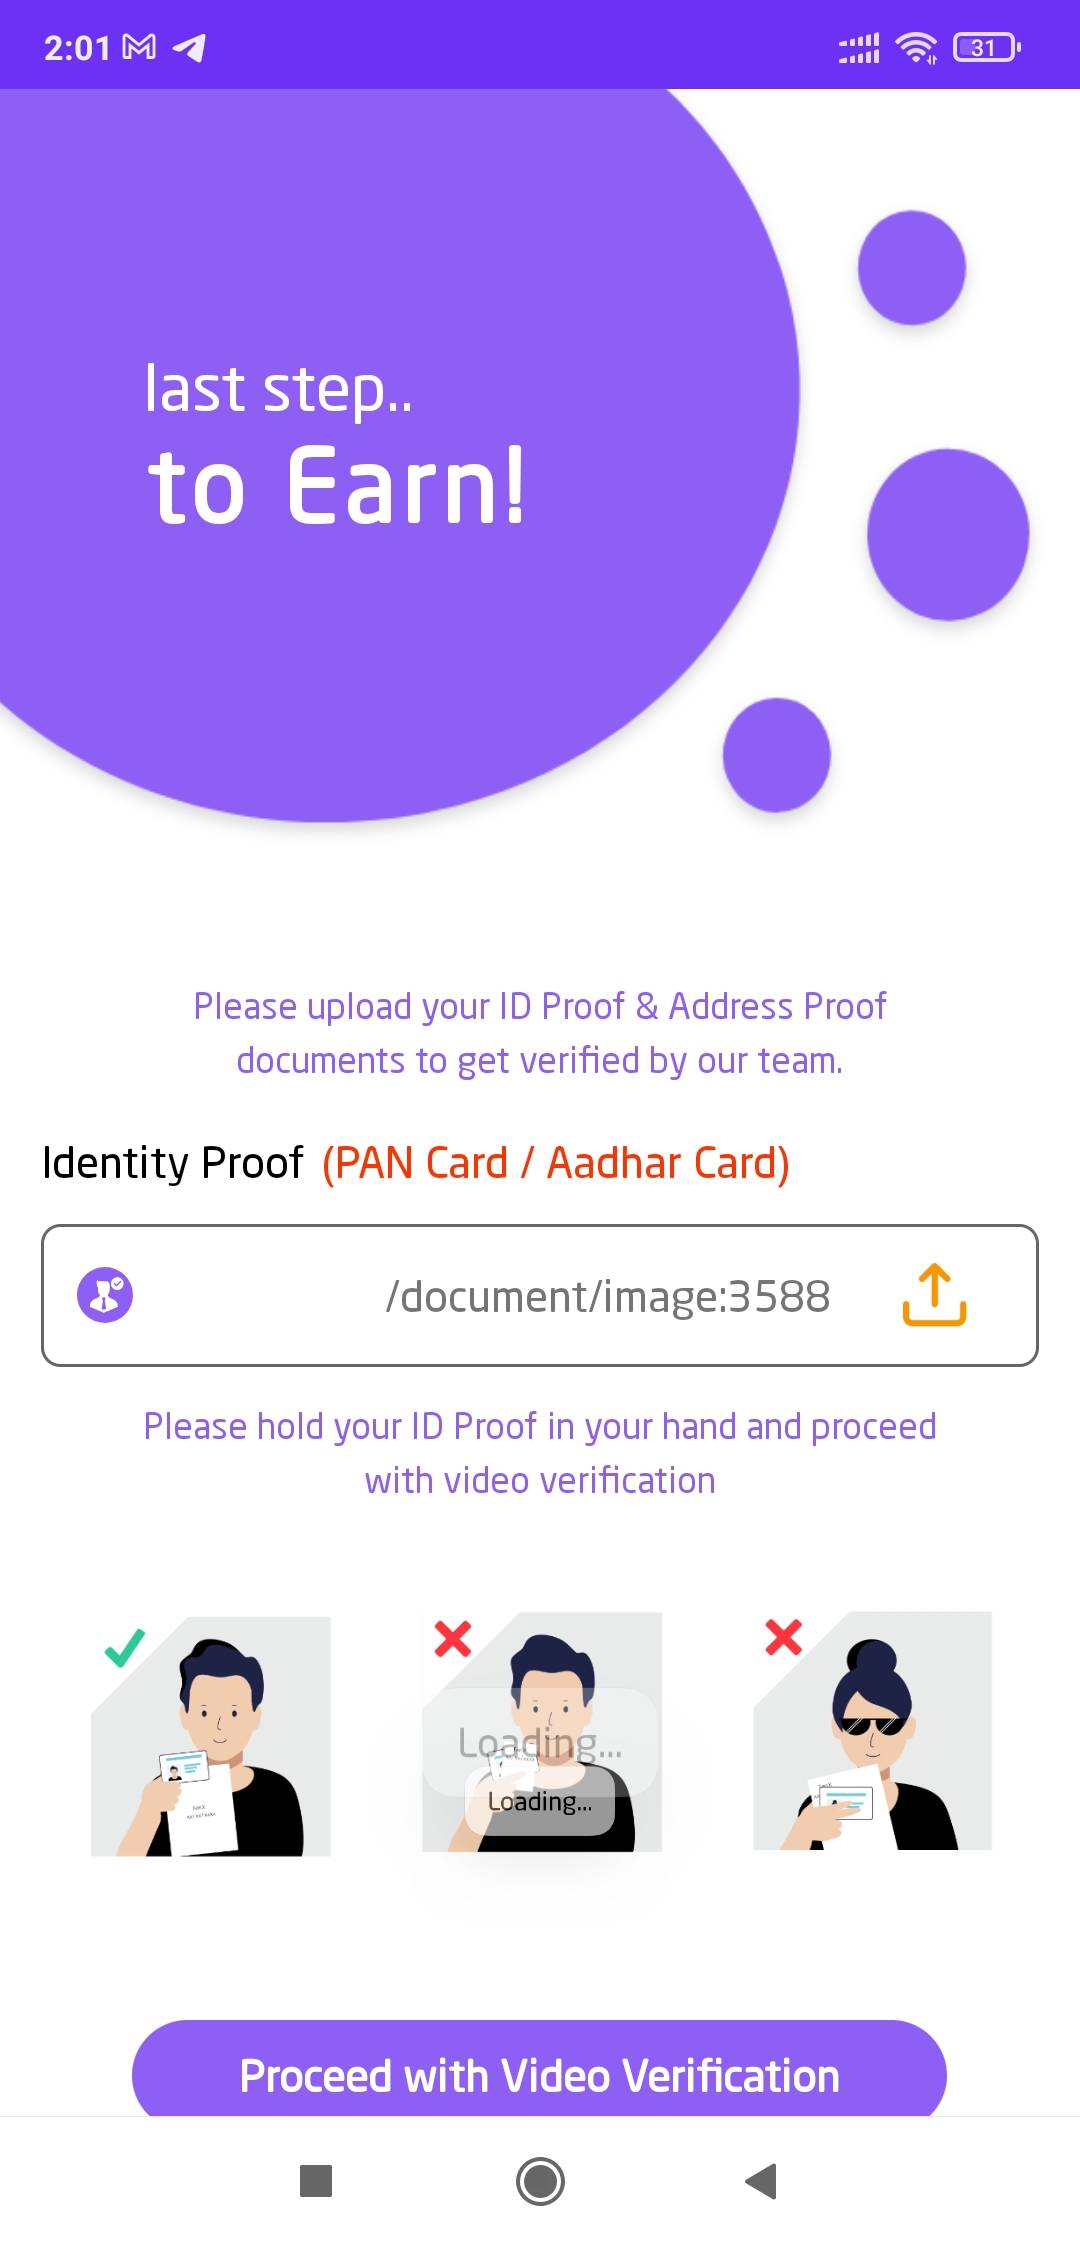 2:01
31
last step..
to Earn!
Please upload your ID Proof & Address Proof
documents to get verified by our team.
Identity Proof (PAN Card / Aadhar Card)
/document/image:3588
Please hold your ID Proof in your hand and proceed
with video verification
Loading...
Loading...
Proceed with Video Verification